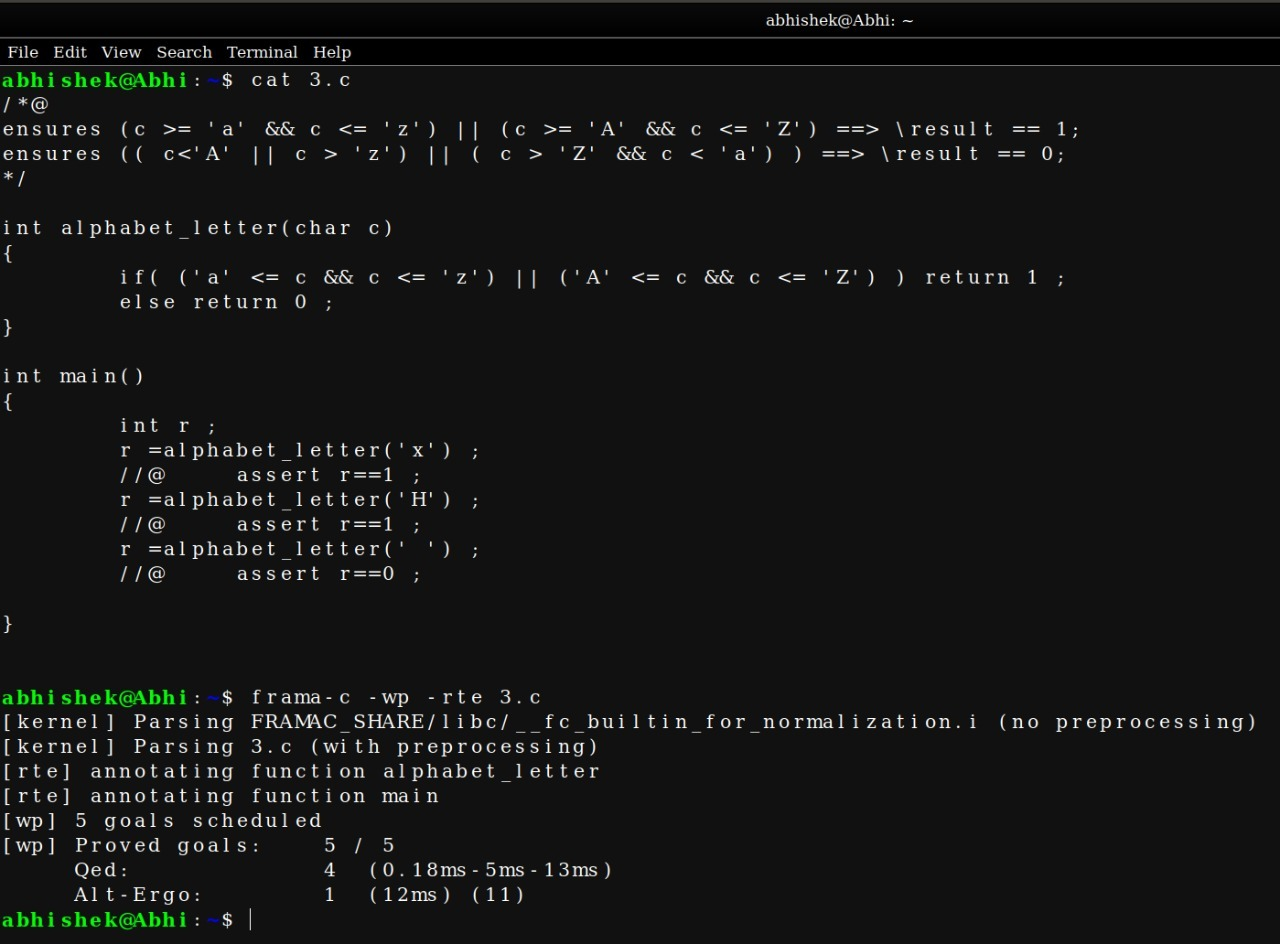 abhishek@Abhi: ~
File Edit View Search Terminal Help
abhishek@Abhi:~$ cat 3.c
/*@
ensures (c >= 'a' && c <= 'z') || (c >= 'A' && c <= 'Z') ==> \result == 1;
ensures (( c<'A' || c > 'z') || ( c > 'Z' && c < 'a') ) ==> \result == 0;
*/
int alphabet_letter(char c)
{
if( ('a' <= c && c <= 'z') || ('A' <= c && c <= 'Z') ) return 1 ;
else return 0 ;
}
int main()
{
int r ;
r =alphabet_letter('x') ;
//@ assert r==1 ;
r =alphabet_letter('H') ;
//@ assert r==1 ;
r =alphabet_letter(' ') ;
//@ assert r==0 ;
}
abhishek@Abhi:~$ frama-c -wp -rte 3.c
[kernel] Parsing FRAMAC_SHARE/libc/__fc_builtin_for_normalization.i (no preprocessing)
[kernel] Parsing 3.c (with preprocessing)
[rte] annotating function alphabet_letter
[rte] annotating function main
[wp] 5 goals scheduled
[wp] Proved goals: 5 / 5
Qed: 4 (0.18ms-5ms-13ms)
Alt-Ergo: 1 (12ms) (11)
abhishek@Abhi:~$